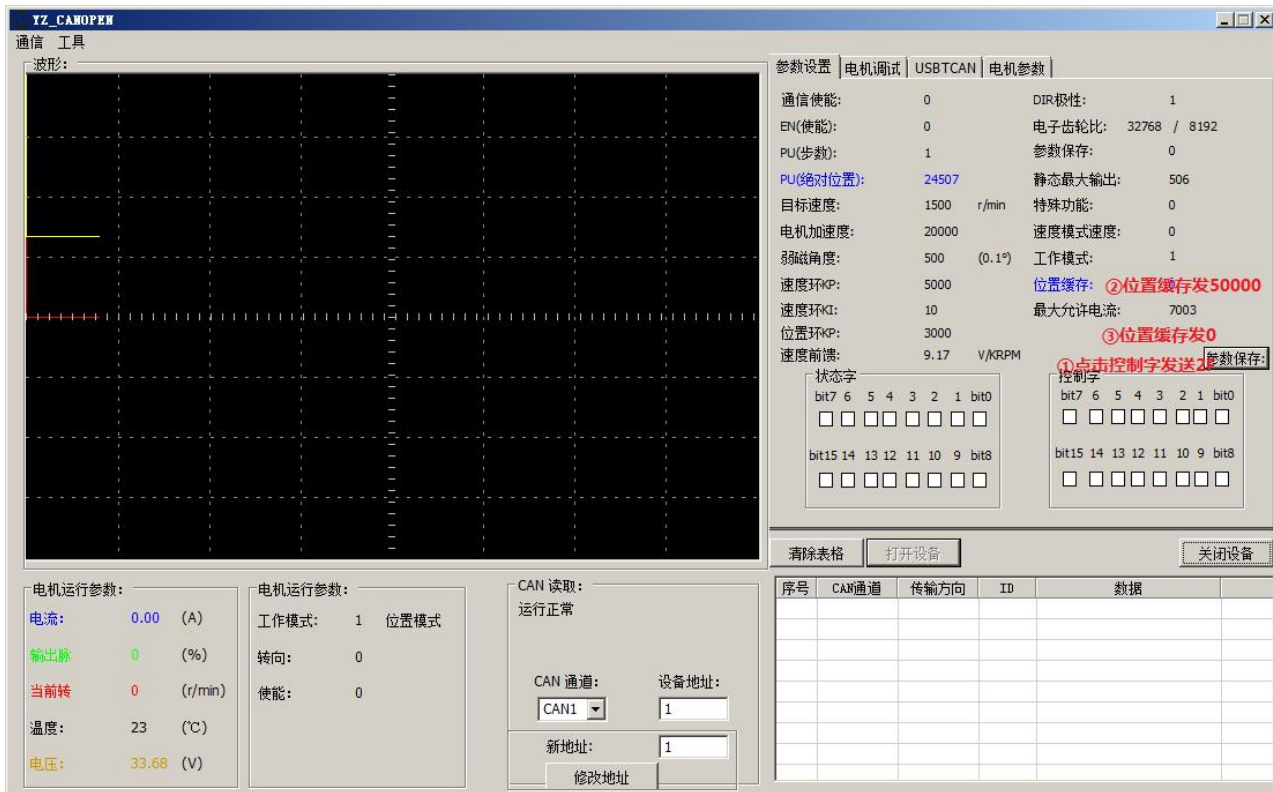 YZ_CANOPEN
通信 工具
波形:
参数设置 电机调试 USBTCAN 电机参数
通信使能: 0 DIR极性: 1
EN(使能): 0 电子齿轮比: 32768 / 8192
PU(步数): 1 参数保存: 0
PU(绝对位置): 24507 静态最大输出: 506
目标速度: 1500 r/min 特殊功能: 0
电机加速度: 20000 速度模式速度: 0
弱磁角度: 500 (0.1º) 工作模式: 1
速度环KP: 5000 位置缓存: ②位置缓存发50000
速度环KI: 10 最大允许电流: 7003
位置环KP: 3000 ③位置缓存发0
速度前馈: 9.17 V/KRPM 参数保存:
①点击控制字发送2F
状态字 控制字
bit7 6 5 4 3 2 1 bit0 bit7 6 5 4 3 2 1 bit0
bit15 14 13 12 11 10 9 bit8 bit15 14 13 12 11 10 9 bit8
清除表格 打开设备 关闭设备
序号 CAN通道 传输方向 ID 数据
电机运行参数:
电流: 0.00 (A)
输出脉 0 (%)
当前转 0 (r/min)
温度: 23 (℃)
电压: 33.68 (V)
电机运行参数:
工作模式: 1 位置模式
转向: 0
使能: 0
CAN 读取:
运行正常
CAN 通道: 设备地址:
CAN1 1
新地址: 1
修改地址